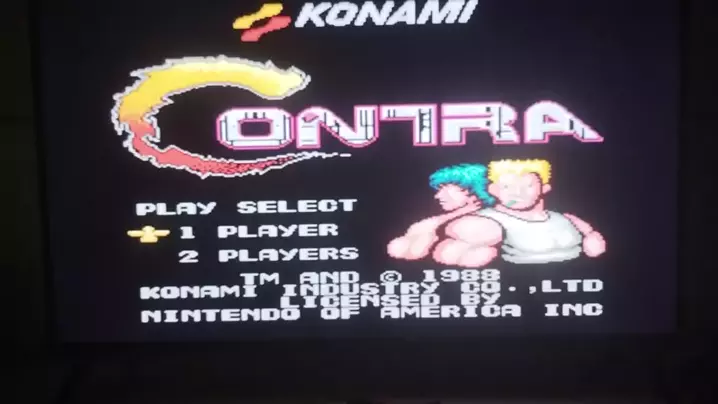 KONAMI
CONTRA
PLAY SELECT
1 PLAYER
2 PLAYERS
TM AND © 1988
KONAMI INDUSTRY CO.,LTD
LICENSED BY
NINTENDO OF AMERICA INC